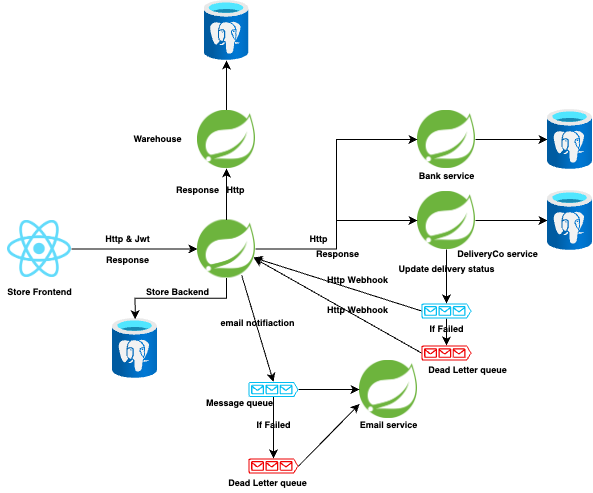 Warehouse
Response Http
Bank service
Http & Jwt
Response
Http
Response
DeliveryCo service
Update delivery status
Store Frontend
Store Backend
Http Webhook
Http Webhook
If Failed
email notifiaction
Dead Letter queue
Message queue
Email service
If Failed
Dead Letter queue